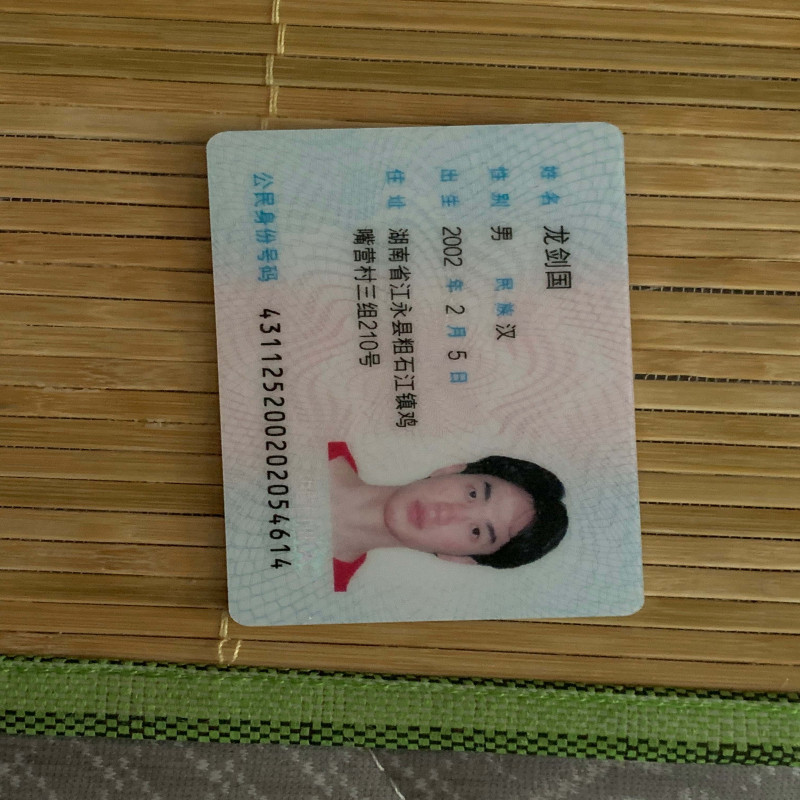 姓名 龙剑国
性别 男 民族 汉
出生 2002 年 2 月 5 日
住址 湖南省江永县粗石江镇鸡
嘴营村三组210号
公民身份号码 431125200202054614